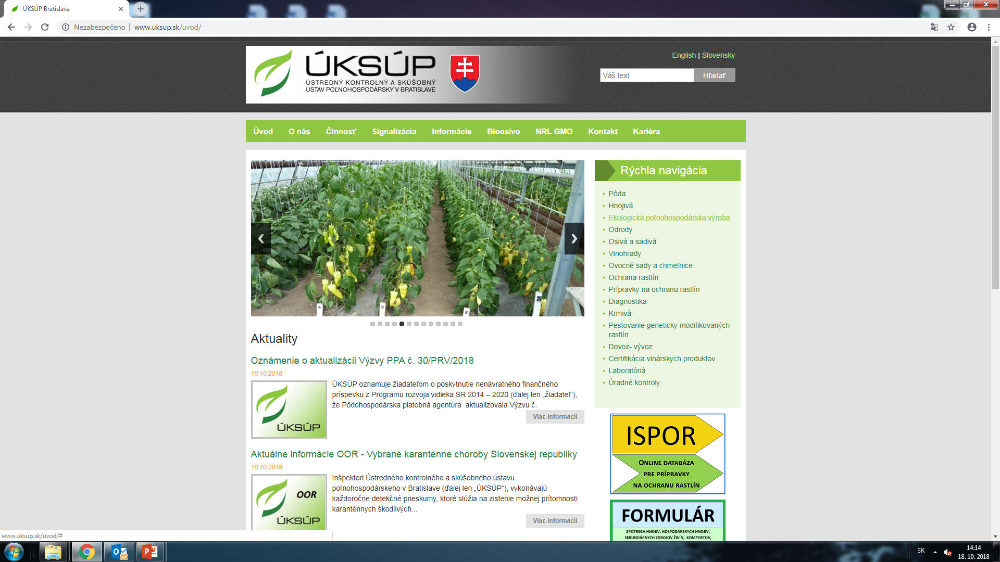 ÚKSÚP Bratislava
Nezabezpečeno
www.uksup.sk/uvod/
ÚKSÚP
ÚSTREDNÝ KONTROLNÝ A SKÚŠOBNÝ
ÚSTAV POĽNOHOSPODÁRSKY V BRATISLAVE
English | Slovensky
Váš text
Hľadať
Úvod O nás Činnosť Signalizácia Informácie Bioosivo NRL GMO Kontakt Kariéra
4
5
6
Rýchla navigácia
Pôda
Hnojivá
Ekologická poľnohospodárska výroba
Odrody
Osivá a sadivá
Vinohrady
Ovocné sady a chmeľnice
Ochrana rastlín
Prípravky na ochranu rastlín
Diagnostika
Krmivá
Pestovanie geneticky modifikovaných
rastlín
Dovoz- vývoz
Certifikácia vinárskych produktov
Laboratóriá
Úradné kontroly
Aktuality
Oznámenie o aktualizácii Výzvy PPA č. 30/PRV/2018
10.10.2018
ÚKSÚP
ÚKSÚP oznamuje žiadateľom o poskytnutie nenávratného finančného
príspevku z Programu rozvoja vidieka SR 2014 – 2020 (ďalej len „žiadateľ“),
že Pôdohospodárska platobná agentúra aktualizovala Výzvu č.
Viac informácií
Aktuálne informácie OOR - Vybrané karanténne choroby Slovenskej republiky
10.10.2018
OOR
ÚKSÚP
Inšpektori Ústredného kontrolného a skúšobného ústavu
poľnohospodárskeho v Bratislave (ďalej len „ÚKSÚP“), vykonávajú
každoročne detekčné prieskumy, ktoré slúžia na zistenie možnej prítomnosti
karanténnych škodlivých...
Viac informácií
ISPOR
ONLINE DATABÁZA
PRE PRÍPRAVKY
NA OCHRANU RASTLÍN
FORMULÁR
SPOTREBA HNOJÍV, HOSPODÁRSKYCH HNOJÍV,
SEKUNDÁRNYCH ZDROJOV ŽIVÍN, KOMPOSTOV,
www.uksup.sk/uvod/#
SK
14:14
18. 10. 2018